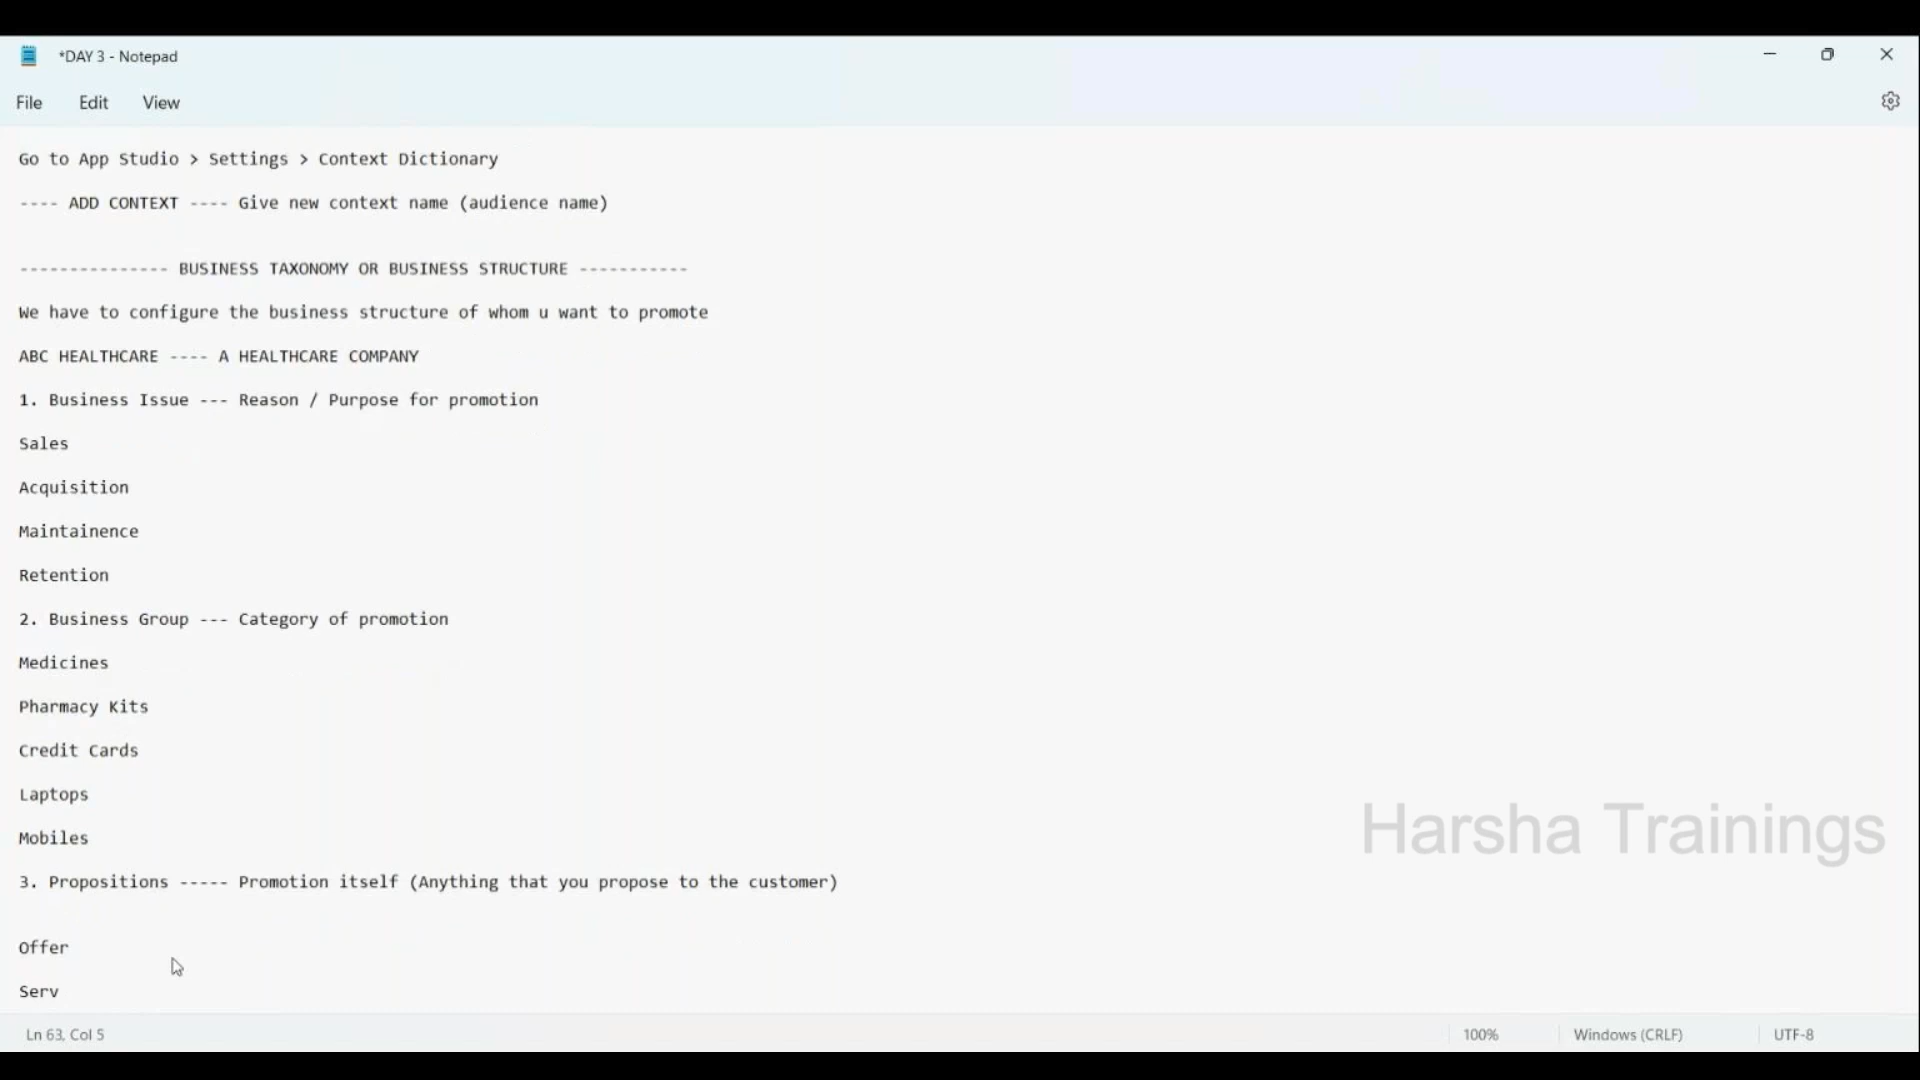 *DAY 3 - Notepad
File Edit View
Go to App Studio > Settings > Context Dictionary
---- ADD CONTEXT ---- Give new context name (audience name)
--------------- BUSINESS TAXONOMY OR BUSINESS STRUCTURE -----------
We have to configure the business structure of whom u want to promote
ABC HEALTHCARE ---- A HEALTHCARE COMPANY
1. Business Issue --- Reason / Purpose for promotion
Sales
Acquisition
Maintainence
Retention
2. Business Group --- Category of promotion
Medicines
Pharmacy Kits
Credit Cards
Laptops
Mobiles
3. Propositions ----- Promotion itself (Anything that you propose to the customer)
Offer
Serv
Harsha Trainings
Ln 63, Col 5 100% Windows (CRLF) UTF-8